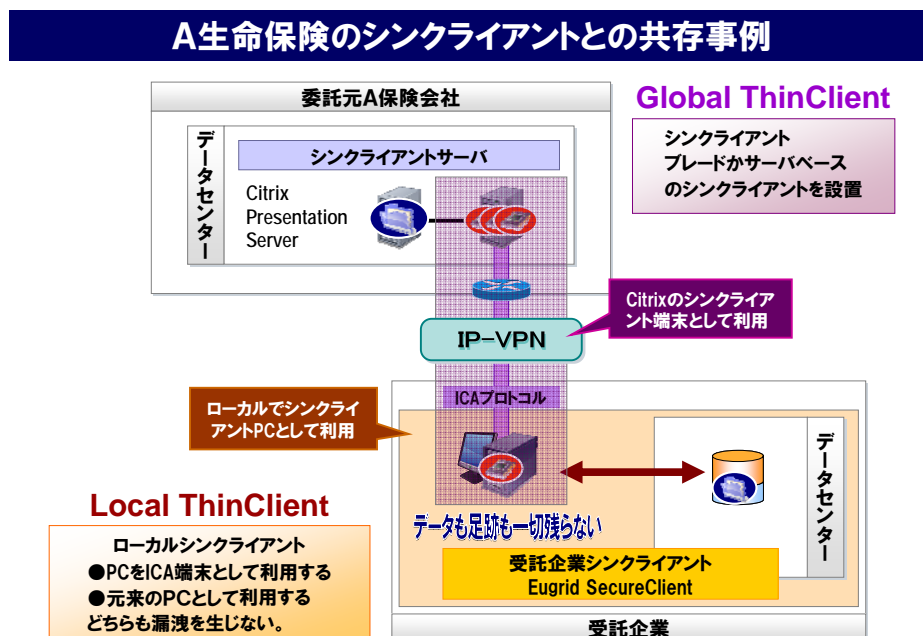 A生命保険のシンクライアントとの共存事例
委託元A保険会社
Global ThinClient
シンクライアント
ブレードかサーバベース
のシンクライアントを設置
データセンター
シンクライアントサーバ
Citrix
Presentation
Server
Citrixのシンクライア
ント端末として利用
IP-VPN
ICAプロトコル
ローカルでシンクライ
アントPCとして利用
データセンター
データも足跡も一切残らない
Local ThinClient
ローカルシンクライアント
●PCをICA端末として利用する
●元来のPCとして利用する
どちらも漏洩を生じない。
受託企業シンクライアント
Eugrid SecureClient
受託企業